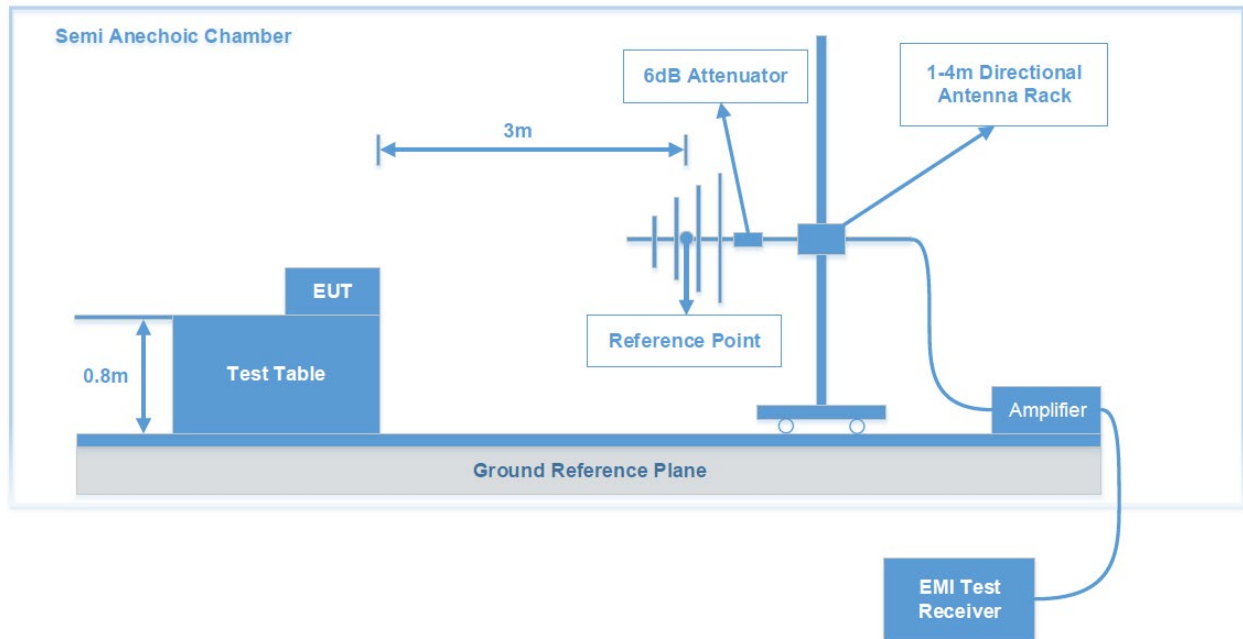 Semi Anechoic Chamber
6dB Attenuator
1-4m Directional
Antenna Rack
3m
EUT
Reference Point
0.8m
Test Table
Amplifier
Ground Reference Plane
EMI Test
Receiver